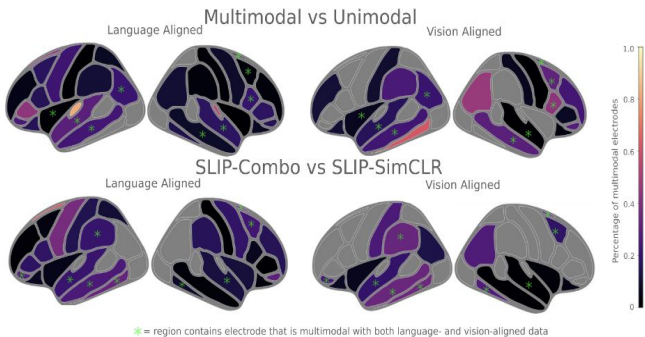 Multimodal vs Unimodal
Language Aligned
Vision Aligned
SLIP-Combo vs SLIP-SimCLR
Language Aligned
Vision Aligned
1.0
0.8
0.6
0.4
0.2
0
Percentage of multimodal electrodes
* = region contains electrode that is multimodal with both language- and vision-aligned data